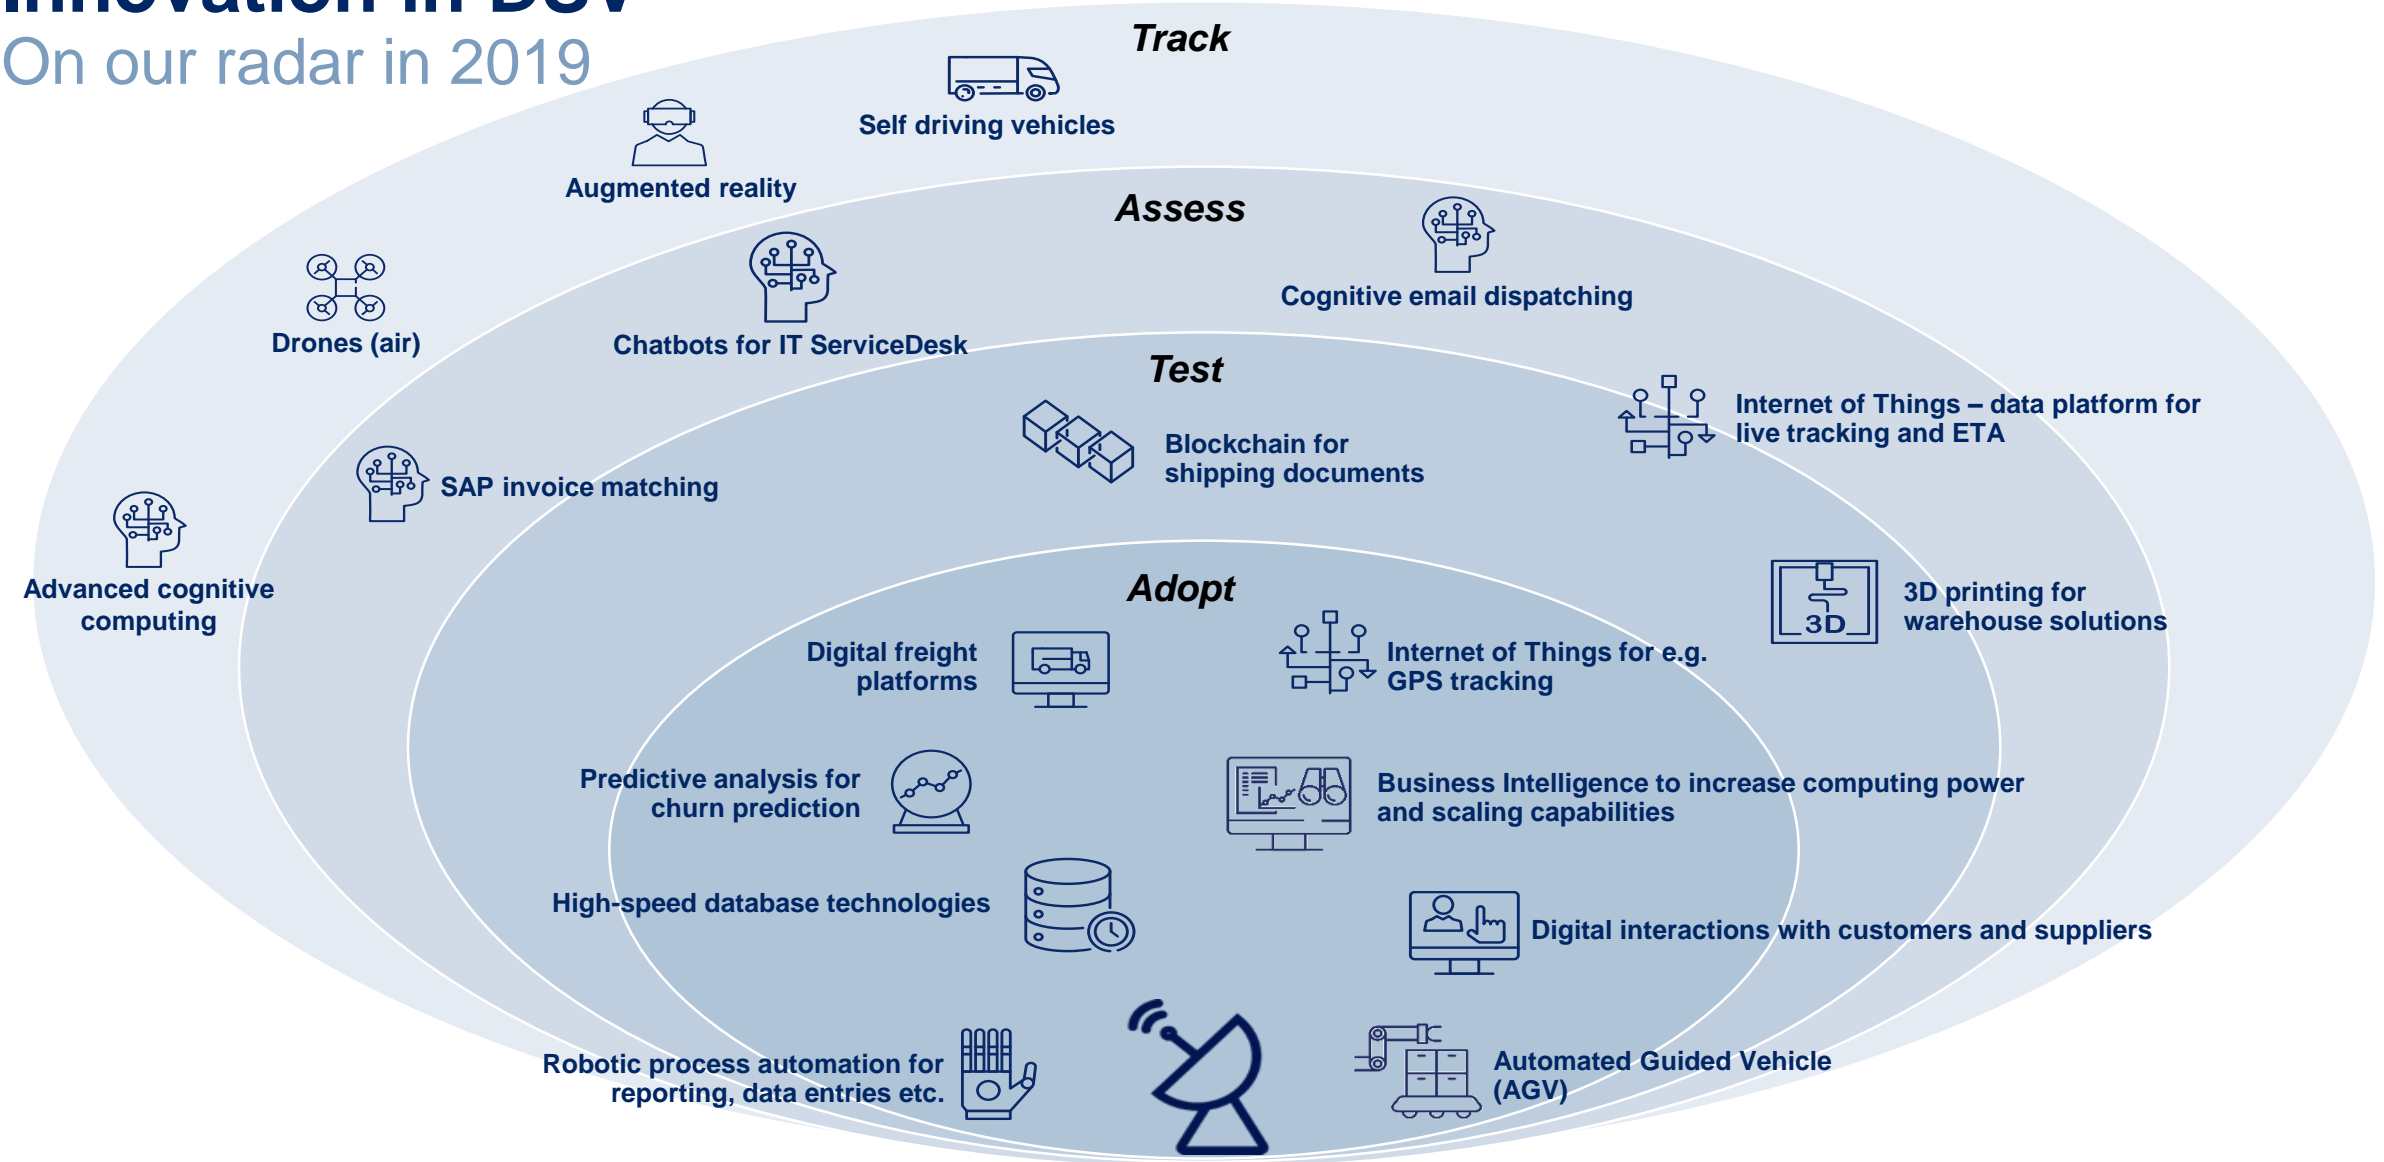 Innovation in DSV
On our radar in 2019
Track
Self driving vehicles
Augmented reality
Assess
Drones (air)
Chatbots for IT ServiceDesk
Cognitive email dispatching
Test
Internet of Things – data platform for
live tracking and ETA
Blockchain for
shipping documents
SAP invoice matching
Advanced cognitive
computing
Adopt
3D
3D printing for
warehouse solutions
Digital freight
platforms
Internet of Things for e.g.
GPS tracking
Predictive analysis for
churn prediction
Business Intelligence to increase computing power
and scaling capabilities
High-speed database technologies
Digital interactions with customers and suppliers
Robotic process automation for
reporting, data entries etc.
Automated Guided Vehicle
(AGV)